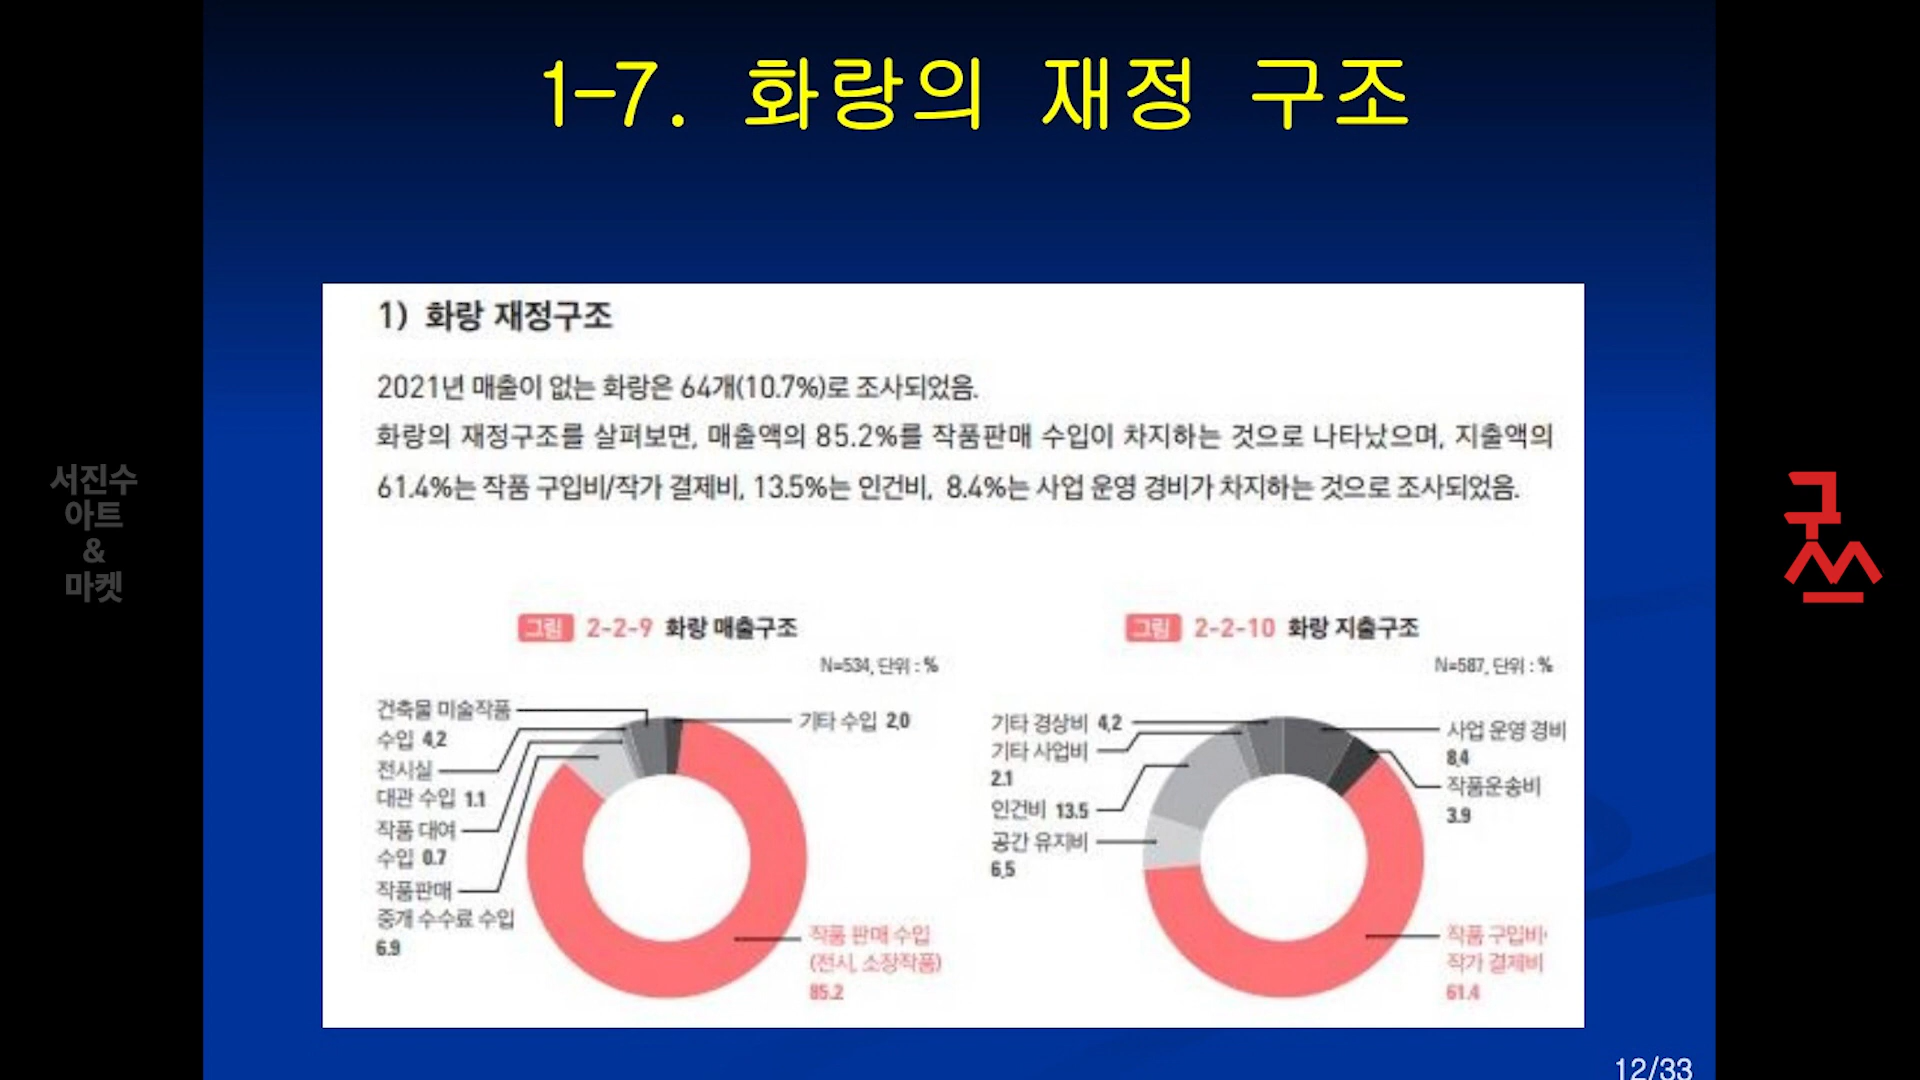 1-7. 화랑의 재정 구조
서진수
아트
&
마켓
구쓰
1) 화랑 재정구조
2021년 매출이 없는 화랑은 64개(10.7%)로 조사되었음.
화랑의 재정구조를 살펴보면, 매출액의 85.2%를 작품판매 수입이 차지하는 것으로 나타났으며, 지출액의
61.4%는 작품 구입비/작가 결제비, 13.5%는 인건비, 8.4%는 사업 운영 경비가 차지하는 것으로 조사되었음.
그림 2-2-9 화랑 매출구조
N=534, 단위 : %
건축물 미술작품
수입 4.2
전시실
대관 수입 1.1
작품 대여
수입 0.7
작품판매
중개 수수료 수입
6.9
기타 수입 2.0
작품 판매 수입
(전시, 소장작품)
85.2
그림 2-2-10 화랑 지출구조
N=587, 단위 : %
기타 경상비 4.2
기타 사업비
2.1
인건비 13.5
공간 유지비
6.5
사업 운영 경비
8.4
작품운송비
3.9
작품 구입비·
작가 결제비
61.4
12/33